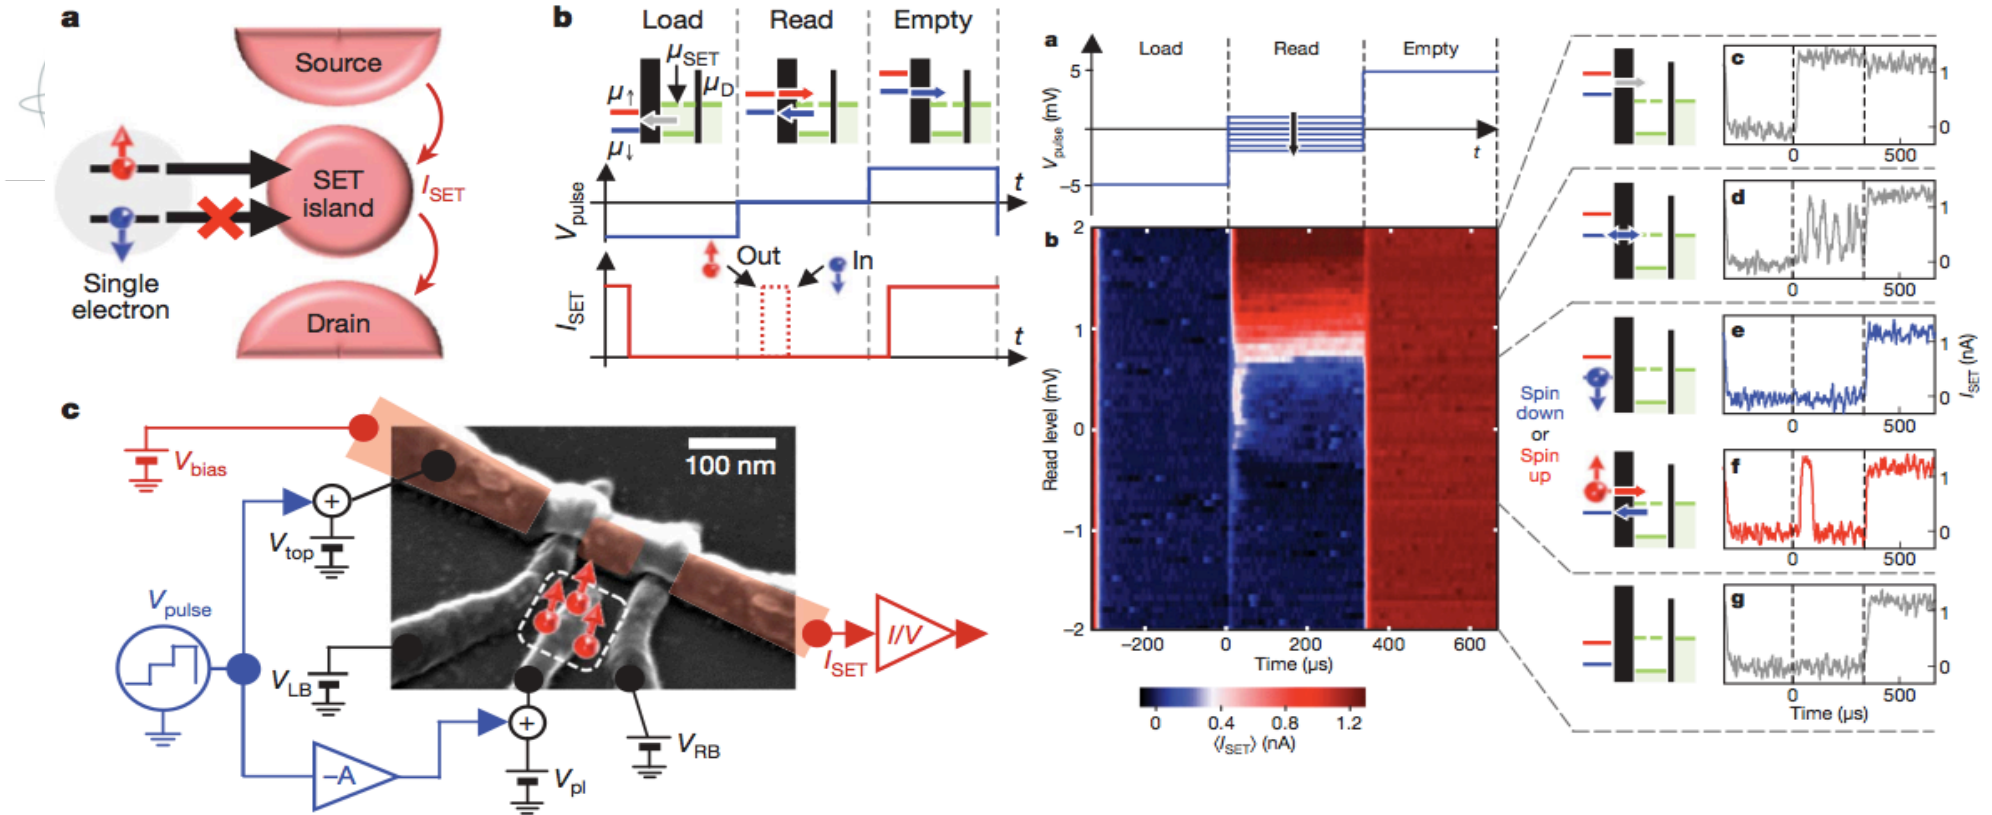 a
Source
SET
island
I_SET
Single
electron
Drain
b
Load Read Empty
μ_SET
μ_D
μ↑
μ↓
V_pulse
t
Out In
I_SET
t
c
V_bias
100 nm
+
V_top
V_pulse
V_LB
I_SET
I/V
+
V_RB
–A
V_pl
a
Load Read Empty
V_pulse (mV)
5
–5
t
b
Read level (mV)
2
1
0
–1
–2
–200 0 200 400 600
Time (μs)
0 0.4 0.8 1.2
⟨I_SET⟩ (nA)
c
1
0
0 500
d
1
0
0 500
Spin
down
or
Spin
up
e
1
0
0 500
I_SET (nA)
f
1
0
0 500
g
1
0
0 500
Time (μs)